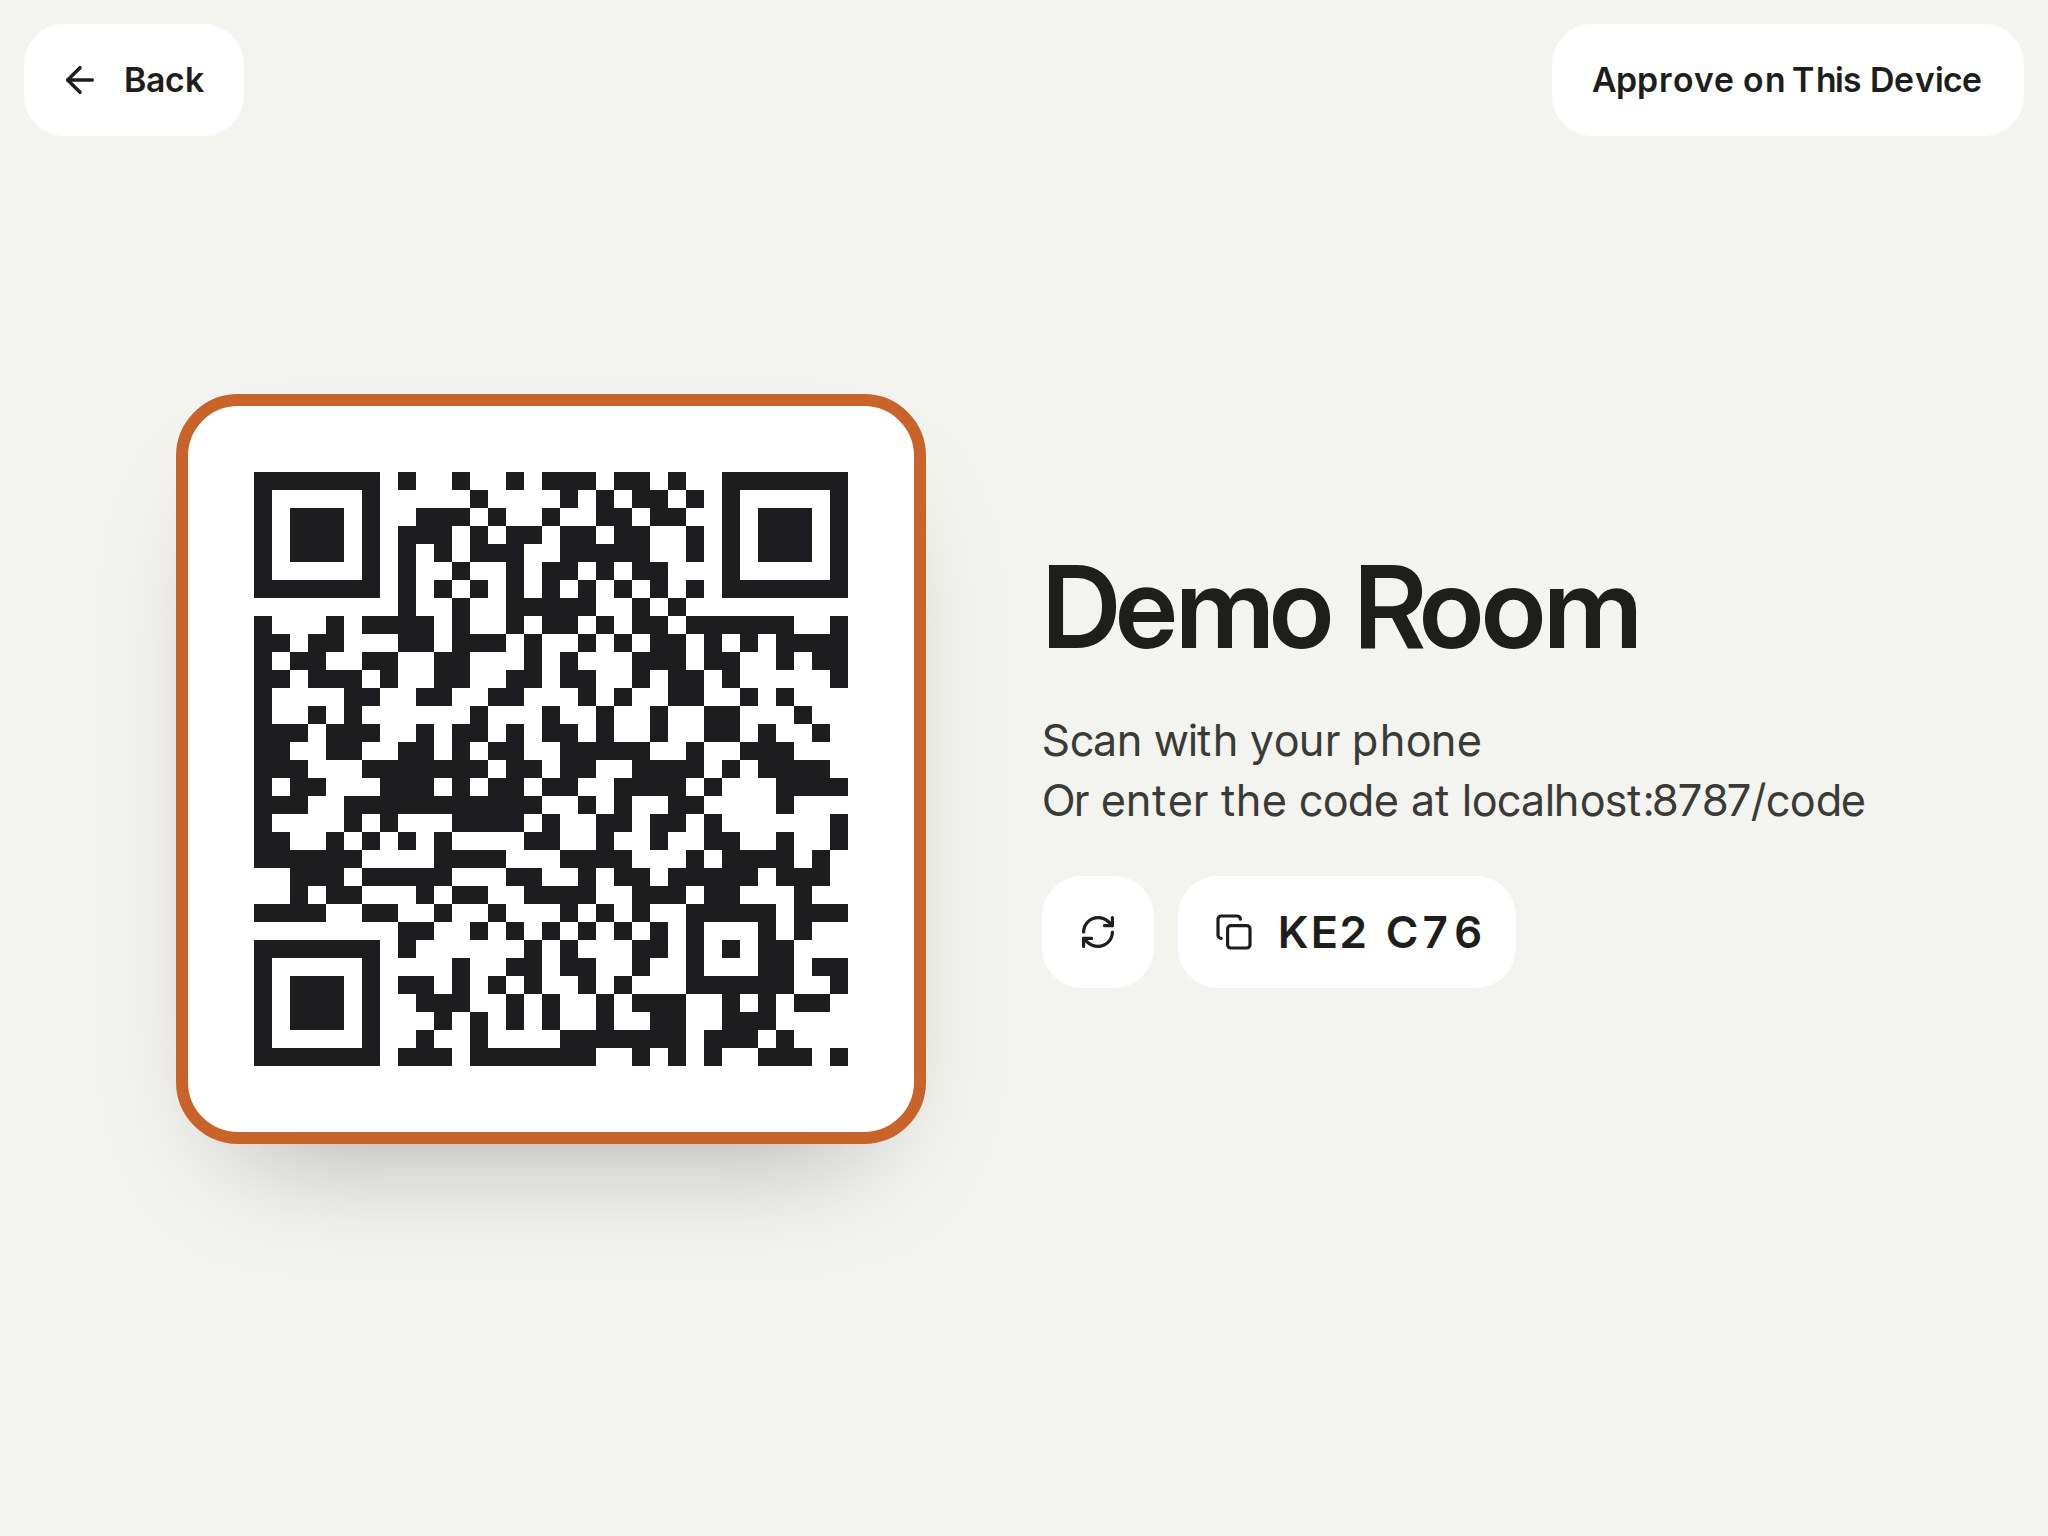 Back
Approve on This Device
Demo Room
Scan with your phone
Or enter the code at localhost:8787/code
KE2 C76